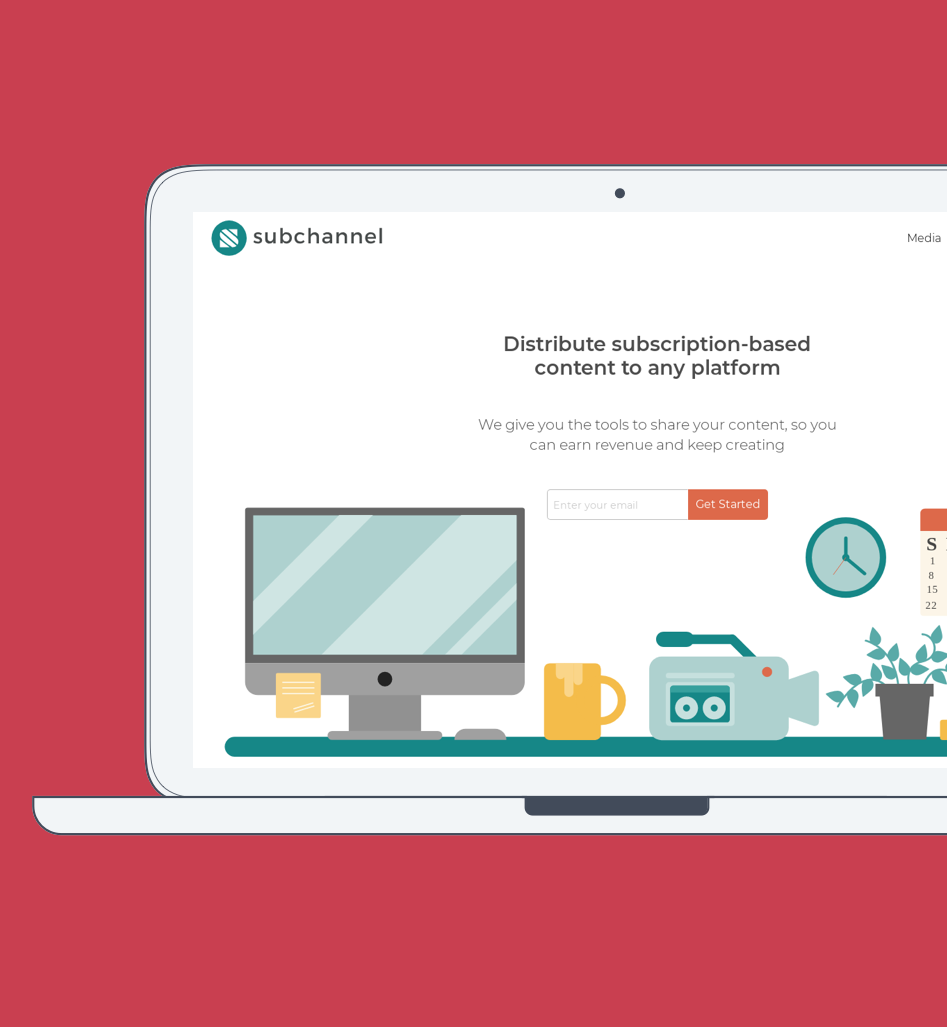 subchannel
Media
Distribute subscription-based
content to any platform
We give you the tools to share your content, so you
can earn revenue and keep creating
Enter your email
Get Started
S
1
8
15
22